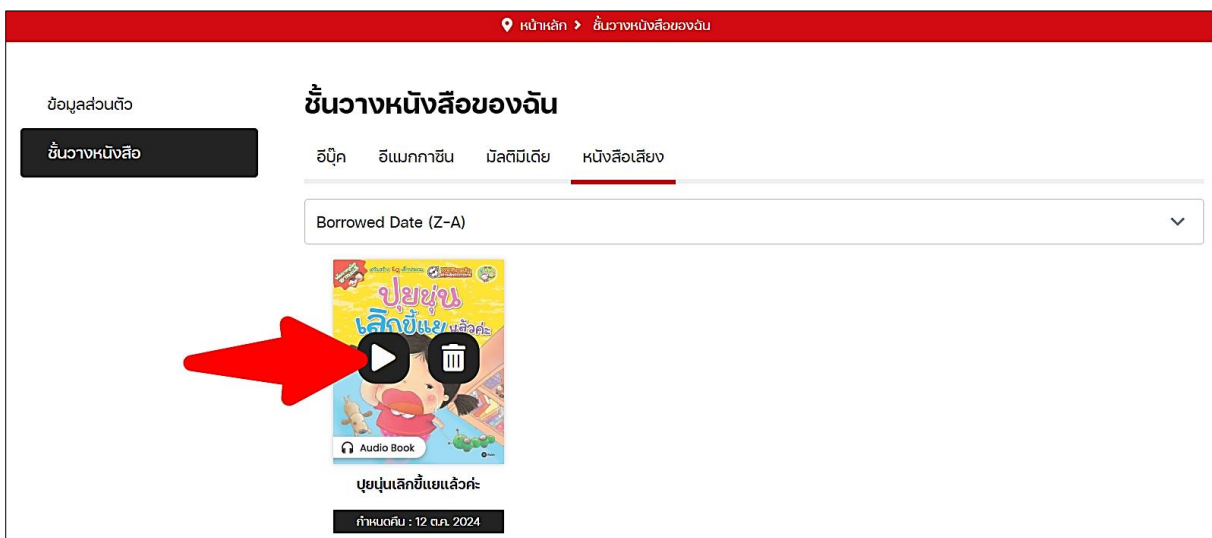 หน้าหลัก > ชั้นวางหนังสือของฉัน
ข้อมูลส่วนตัว
ชั้นวางหนังสือ
ชั้นวางหนังสือของฉัน
อีบุ๊ค อีแมกกาซีน มัลติมีเดีย หนังสือเสียง
Borrowed Date (Z-A)
ปุยนุ่น
เลิกขี้แยแล้วค่ะ
Audio Book
ปุยนุ่นเลิกขี้แยแล้วค่ะ
กำหนดคืน : 12 ต.ค. 2024